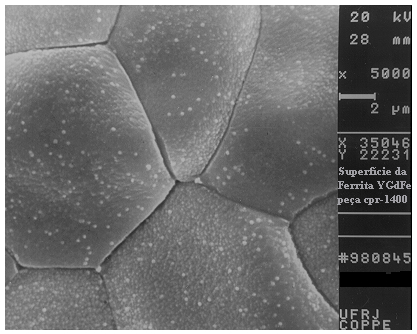 20 kV
28 mm
x 5000
2 µm
X 35046
Y 22231
Superfície da
Ferrita YGdFe
peça cpr-1400
#980845
UFRJ
COPPE